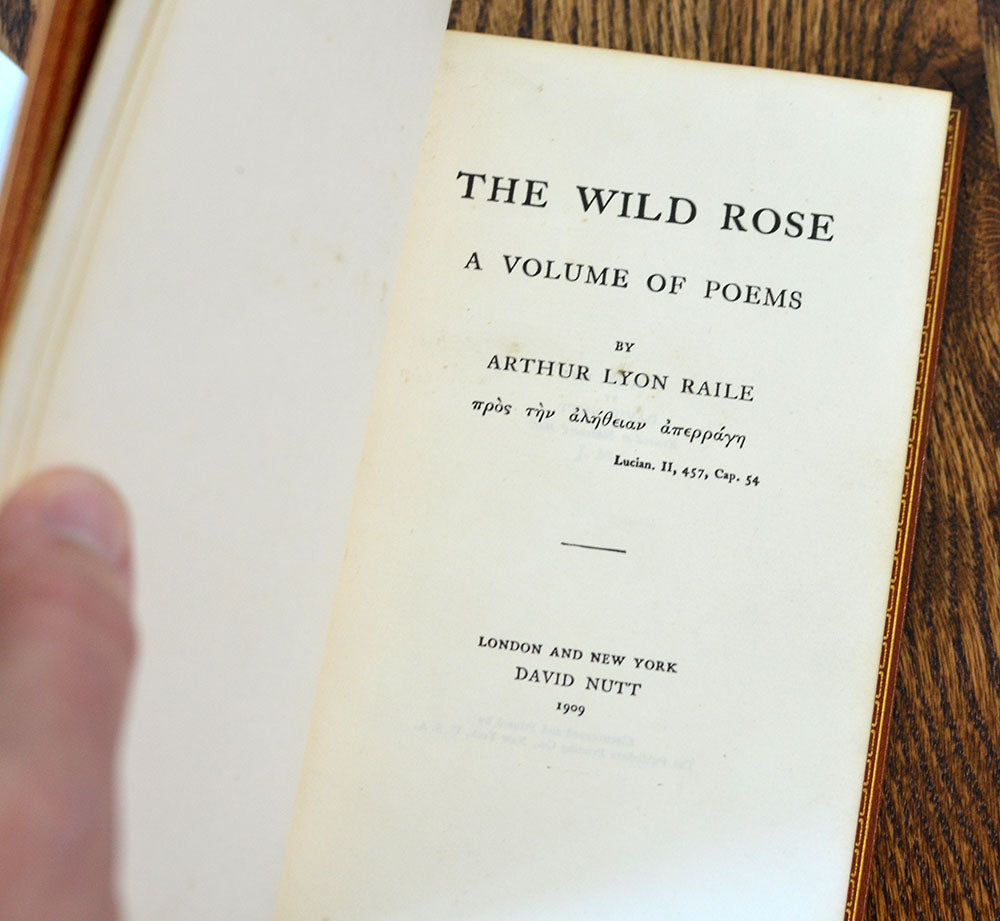 THE WILD ROSE
A VOLUME OF POEMS
BY
ARTHUR LYON RAILE
πρὸς τὴν ἀλήθειαν ἀπερράγη
Lucian. II, 457, Cap. 54
LONDON AND NEW YORK
DAVID NUTT
1909